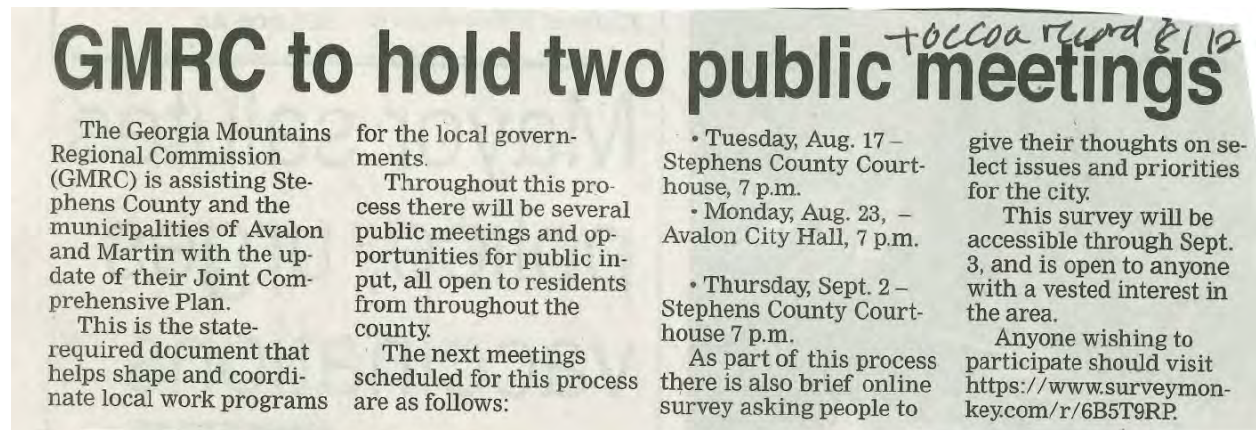 GMRC to hold two public meetings
toccoa record 8/12
The Georgia Mountains
Regional Commission
(GMRC) is assisting Ste-
phens County and the
municipalities of Avalon
and Martin with the up-
date of their Joint Com-
prehensive Plan.
This is the state-
required document that
helps shape and coordi-
nate local work programs
for the local govern-
ments.
Throughout this pro-
cess there will be several
public meetings and op-
portunities for public in-
put, all open to residents
from throughout the
county.
The next meetings
scheduled for this process
are as follows:
• Tuesday, Aug. 17 –
Stephens County Court-
house, 7 p.m.
• Monday, Aug. 23, –
Avalon City Hall, 7 p.m.
• Thursday, Sept. 2 –
Stephens County Court-
house 7 p.m.
As part of this process
there is also brief online
survey asking people to
give their thoughts on se-
lect issues and priorities
for the city.
This survey will be
accessible through Sept.
3, and is open to anyone
with a vested interest in
the area.
Anyone wishing to
participate should visit
https://www.surveymon-
key.com/r/6B5T9RP.